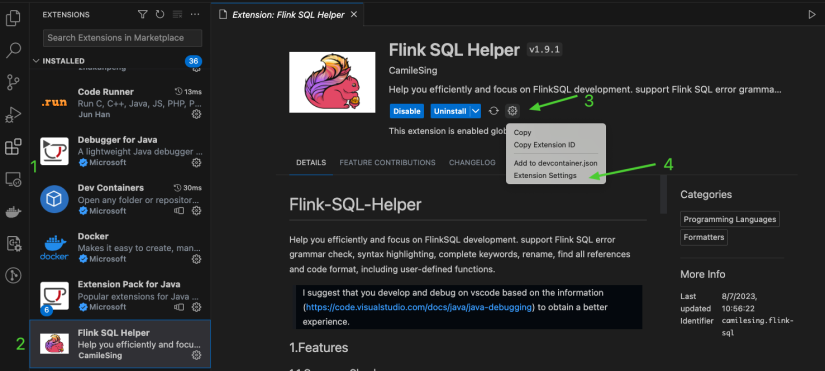 EXTENSIONS
Search Extensions in Marketplace
INSTALLED
36
Code Runner
13ms
Run C, C++, Java, JS, PHP, P...
Jun Han
.run
Debugger for Java
A lightweight Java debugger ...
Microsoft
1
Dev Containers
30ms
Open any folder or repositor...
Microsoft
Docker
Makes it easy to create, man...
Microsoft
docker
Extension Pack for Java
Popular extensions for Java ...
Microsoft
6
Flink SQL Helper
Help you efficiently and focu...
CamileSing
2
Extension: Flink SQL Helper
Flink SQL Helper
v1.9.1
CamileSing
Help you efficiently and focus on FlinkSQL development. support Flink SQL error gramma...
Disable
Uninstall
3
This extension is enabled glob
Copy
Copy Extension ID
Add to devcontainer.json
Extension Settings
4
DETAILS
FEATURE CONTRIBUTIONS
CHANGELOG
Flink-SQL-Helper
Help you efficiently and focus on FlinkSQL development. support Flink SQL error
grammar check, syntax highlighting, complete keywords, rename, find all references
and code format, including user-defined functions.
I suggest that you develop and debug on vscode based on the information
(https://code.visualstudio.com/docs/java/java-debugging) to obtain a better
experience.
1.Features
Categories
Programming Languages
Formatters
More Info
Last updated
8/7/2023, 10:56:22
Identifier
camilesing.flink-sql